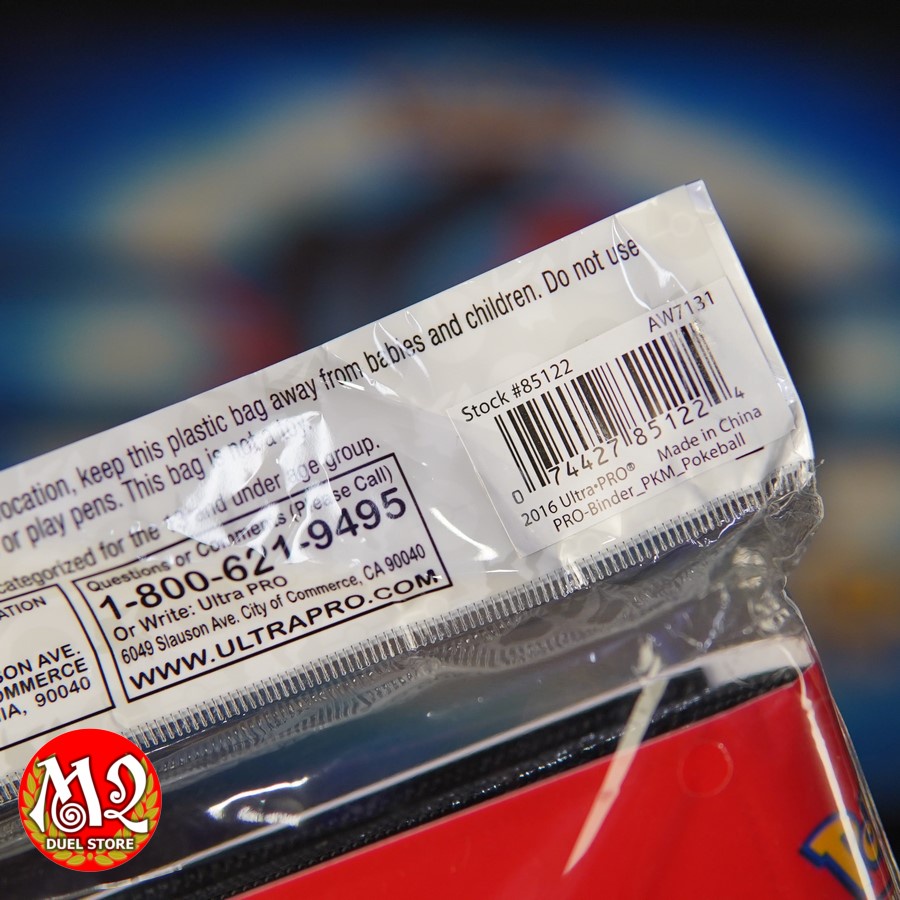 rocation, keep this plastic bag away from babies and children. Do not use
or play pens. This bag is not a toy.
categorized for the and under age group.
ATION
SON AVE.
OMMERCE
IA, 90040
Questions or Comments (Please Call)
1-800-621-9495
Or Write: Ultra PRO
6049 Slauson Ave. City of Commerce, CA 90040
WWW.ULTRAPRO.COM
AW7131
Stock #85122
0 74427 85122 4
2016 Ultra•PRO® Made in China
PRO-Binder_PKM_Pokeball
M2
DUEL STORE